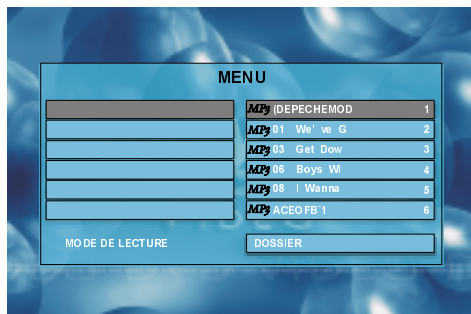 MENU
MP3 (DEPECHEMOD 1
MP3 01 We' ve G 2
MP3 03 Get Dow 3
MP3 06 Boys Wi 4
MP3 08 I Wanna 5
MP3 ACEOFB~1 6
MODE DE LECTURE DOSSIER